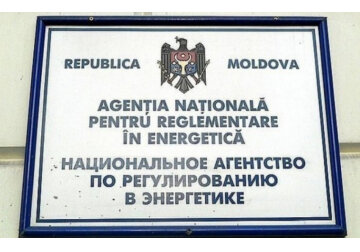 REPUBLICA MOLDOVA
AGENȚIA NAȚIONALĂ
PENTRU REGLEMENTARE
ÎN ENERGETICĂ
НАЦИОНАЛЬНОЕ АГЕНТСТВО
ПО РЕГУЛИРОВАНИЮ
В ЭНЕРГЕТИКЕ